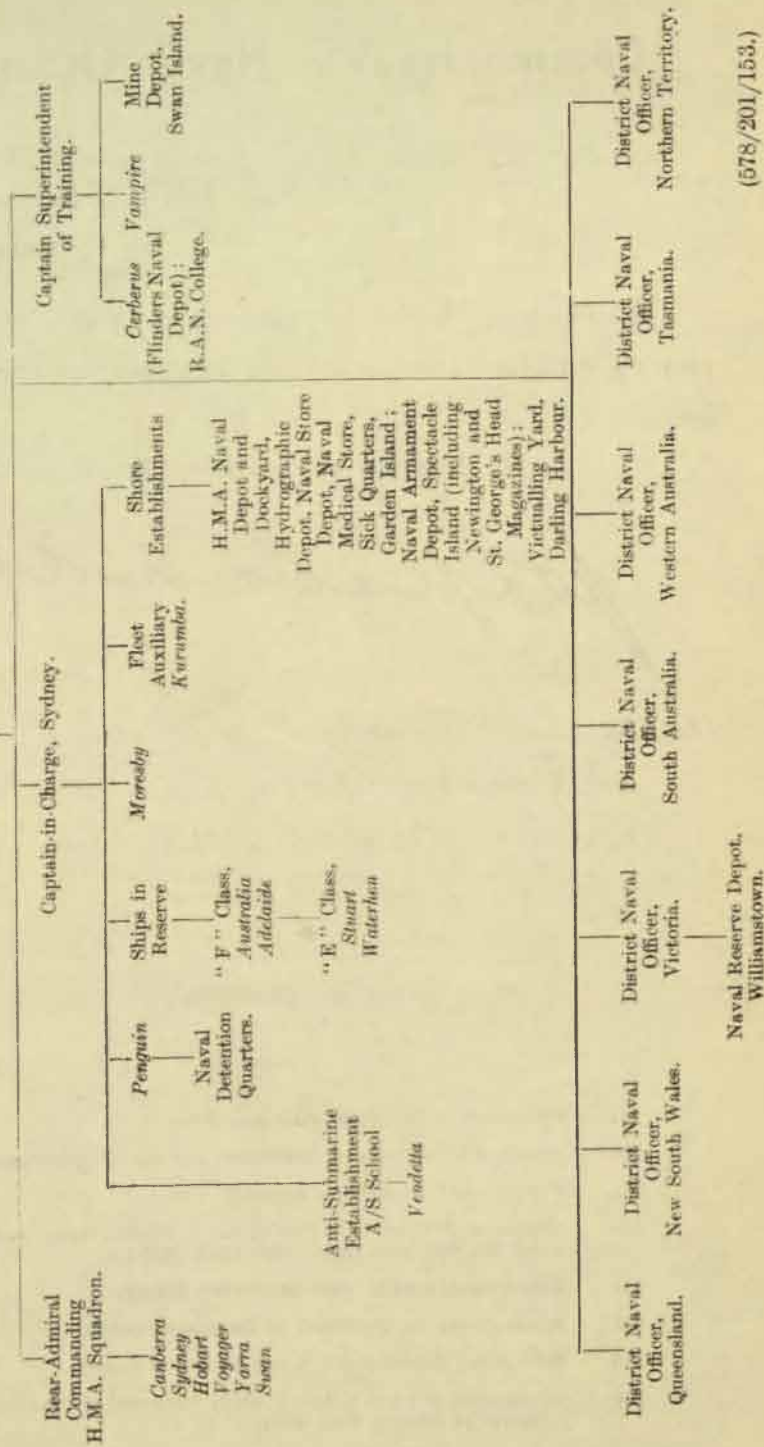 Rear-Admiral
Commanding
H.M.A. Squadron.
Canberra
Sydney
Hobart
Voyager
Yarra
Swan
Captain-in-Charge, Sydney.
Anti-Submarine
Establishment
A/S School
Vendetta
Penguin
Naval
Detention
Quarters.
Ships in
Reserve
"F" Class.
Australia
Adelaide
"E" Class.
Stuart
Waterhen
Moresby
Fleet
Auxiliary
Kurumba.
Shore
Establishments
H.M.A. Naval
Depot and
Dockyard,
Hydrographic
Depot, Naval Store
Depot, Naval
Medical Store,
Sick Quarters,
Garden Island;
Naval Armament
Depot, Spectacle
Island (including
Newington and
St. George's Head
Magazines);
Victualling Yard,
Darling Harbour.
Captain Superintendent
of Training.
Cerberus
(Flinders Naval
Depot);
R.A.N. College.
Vampire
Mine
Depot,
Swan Island.
District Naval
Officer,
Queensland.
District Naval
Officer,
New South Wales.
District Naval
Officer,
Victoria.
Naval Reserve Depot,
Williamstown.
District Naval
Officer,
South Australia.
District Naval
Officer,
Western Australia.
District Naval
Officer,
Tasmania.
District Naval
Officer,
Northern Territory.
(578/201/153.)